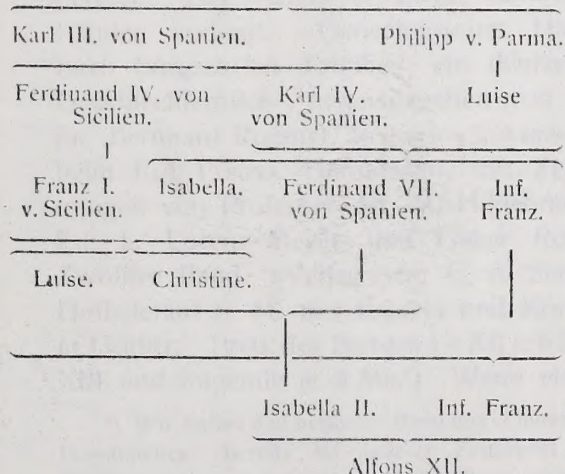 Karl III. von Spanien. Philipp v. Parma.
Ferdinand IV. von Karl IV. Luise
Sicilien. von Spanien.
Franz I. Isabella. Ferdinand VII. Inf.
v. Sicilien. von Spanien. Franz.
Luise. Christine.
Isabella II. Inf. Franz.
Alfons XII.